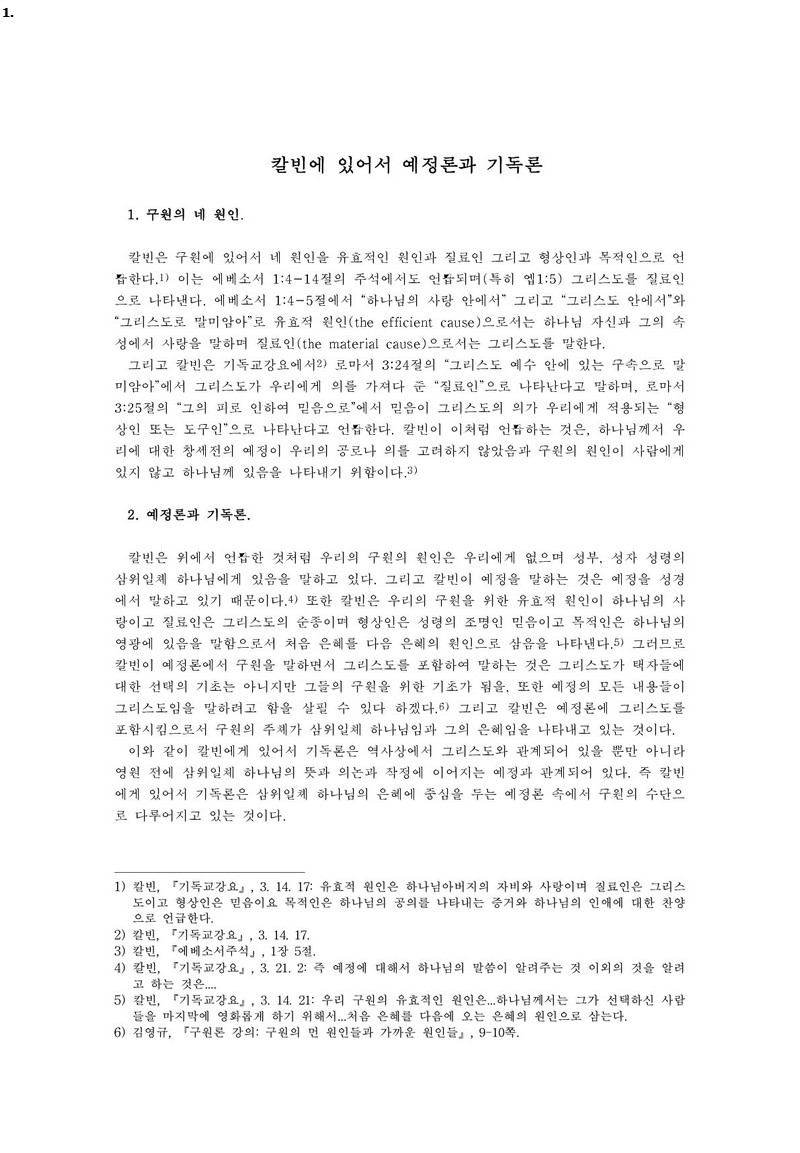 1.
칼빈에 있어서 예정론과 기독론
1. 구원의 네 원인.
칼빈은 구원에 있어서 네 원인을 유효적인 원인과 질료인 그리고 형상인과 목적인으로 언
급한다.1) 이는 에베소서 1:4-14절의 주석에서도 언급되며(특히 엡1:5) 그리스도를 질료인
으로 나타낸다. 에베소서 1:4-5절에서 “하나님의 사랑 안에서” 그리고 “그리스도 안에서”와
“그리스도로 말미암아”로 유효적 원인(the efficient cause)으로서는 하나님 자신과 그의 속
성에서 사랑을 말하며 질료인(the material cause)으로서는 그리스도를 말한다.
그리고 칼빈은 기독교강요에서2) 로마서 3:24절의 “그리스도 예수 안에 있는 구속으로 말
미암아”에서 그리스도가 우리에게 의를 가져다 준 “질료인”으로 나타난다고 말하며, 로마서
3:25절의 “그의 피로 인하여 믿음으로”에서 믿음이 그리스도의 의가 우리에게 적용되는 “형
상인 또는 도구인”으로 나타난다고 언급한다. 칼빈이 이처럼 언급하는 것은, 하나님께서 우
리에 대한 창세전의 예정이 우리의 공로나 의를 고려하지 않았음과 구원의 원인이 사람에게
있지 않고 하나님께 있음을 나타내기 위함이다.3)
2. 예정론과 기독론.
칼빈은 위에서 언급한 것처럼 우리의 구원의 원인은 우리에게 없으며 성부, 성자 성령의
삼위일체 하나님에게 있음을 말하고 있다. 그리고 칼빈이 예정을 말하는 것은 예정을 성경
에서 말하고 있기 때문이다.4) 또한 칼빈은 우리의 구원을 위한 유효적 원인이 하나님의 사
랑이고 질료인은 그리스도의 순종이며 형상인은 성령의 조명인 믿음이고 목적인은 하나님의
영광에 있음을 말함으로서 처음 은혜를 다음 은혜의 원인으로 삼음을 나타낸다.5) 그러므로
칼빈이 예정론에서 구원을 말하면서 그리스도를 포함하여 말하는 것은 그리스도가 택자들에
대한 선택의 기초는 아니지만 그들의 구원을 위한 기초가 됨을, 또한 예정의 모든 내용들이
그리스도임을 말하려고 함을 살필 수 있다 하겠다.6) 그리고 칼빈은 예정론에 그리스도를
포함시킴으로서 구원의 주체가 삼위일체 하나님임과 그의 은혜임을 나타내고 있는 것이다.
이와 같이 칼빈에게 있어서 기독론은 역사상에서 그리스도와 관계되어 있을 뿐만 아니라
영원 전에 삼위일체 하나님의 뜻과 의논과 작정에 이어지는 예정과 관계되어 있다. 즉 칼빈
에게 있어서 기독론은 삼위일체 하나님의 은혜에 중심을 두는 예정론 속에서 구원의 수단으
로 다루어지고 있는 것이다.
1) 칼빈, 『기독교강요』, 3. 14. 17: 유효적 원인은 하나님아버지의 자비와 사랑이며 질료인은 그리스
도이고 형상인은 믿음이요 목적인은 하나님의 공의를 나타내는 증거와 하나님의 인애에 대한 찬양
으로 언급한다.
2) 칼빈, 『기독교강요』, 3. 14. 17.
3) 칼빈, 『에베소서주석』, 1장 5절.
4) 칼빈, 『기독교강요』, 3. 21. 2: 즉 예정에 대해서 하나님의 말씀이 알려주는 것 이외의 것을 알려
고 하는 것은....
5) 칼빈, 『기독교강요』, 3. 14. 21: 우리 구원의 유효적인 원인은...하나님께서는 그가 선택하신 사람
들을 마지막에 영화롭게 하기 위해서...처음 은혜를 다음에 오는 은혜의 원인으로 삼는다.
6) 김영규, 『구원론 강의: 구원의 먼 원인들과 가까운 원인들』, 9-10쪽.